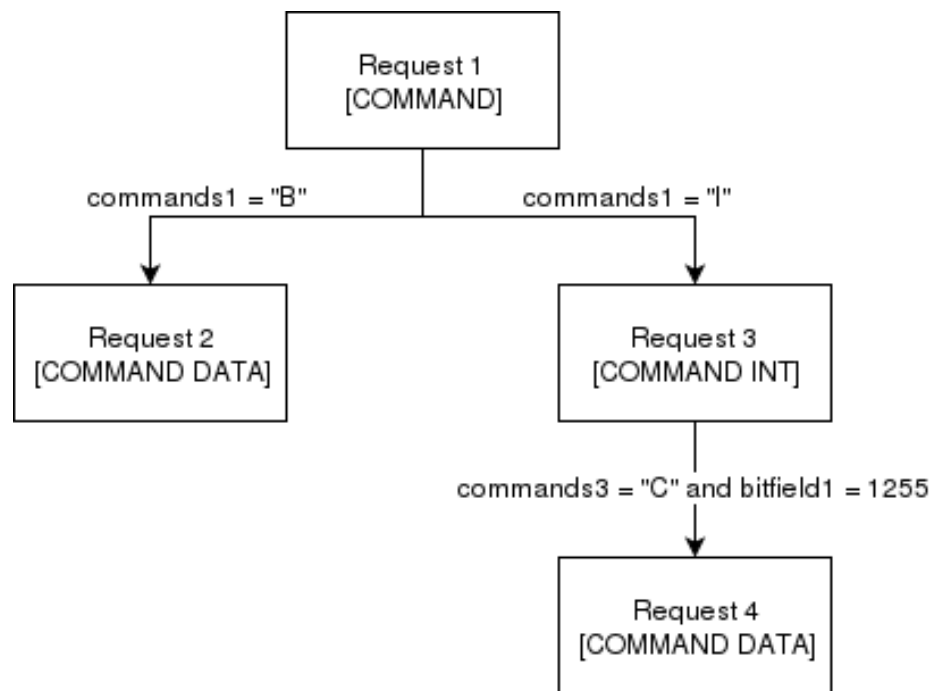 Request 1
[COMMAND]
commands1 = "B"
commands1 = "I"
Request 2
[COMMAND DATA]
Request 3
[COMMAND INT]
commands3 = "C" and bitfield1 = 1255
Request 4
[COMMAND DATA]